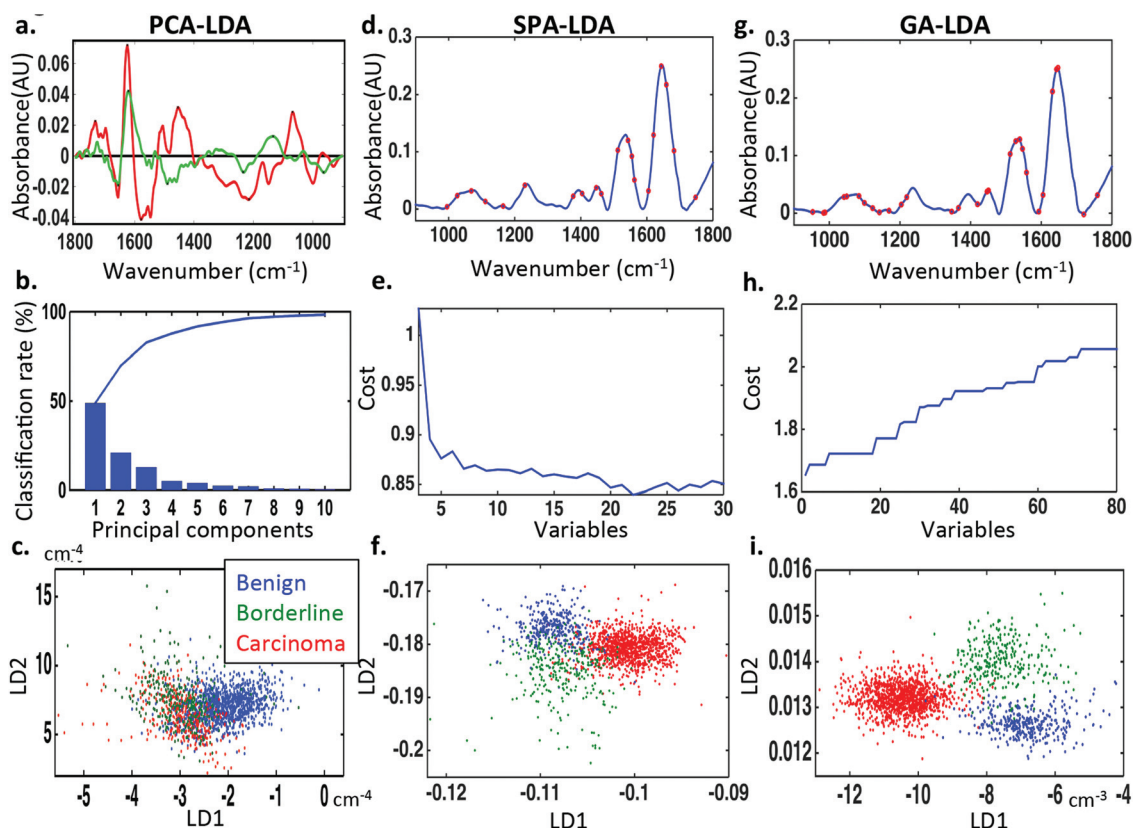 a. PCA-LDA
Absorbance(AU)
0.06
0.04
0.02
0
-0.02
-0.04
1800 1600 1400 1200 1000
Wavenumber (cm⁻¹)
d. SPA-LDA
Absorbance(AU)
0.3
0.2
0.1
0
1000 1200 1400 1600 1800
Wavenumber (cm⁻¹)
g. GA-LDA
Absorbance(AU)
0.3
0.2
0.1
0
1000 1200 1400 1600 1800
Wavenumber (cm⁻¹)
b.
Classification rate (%)
100
50
0
1 2 3 4 5 6 7 8 9 10
Principal components
e.
Cost
1
0.95
0.9
0.85
5 10 15 20 25 30
Variables
h.
Cost
2.2
2
1.8
1.6
0 20 40 60 80
Variables
c. cm⁻⁴
LD2
15
10
5
Benign
Borderline
Carcinoma
-5 -4 -3 -2 -1 0 cm⁻⁴
LD1
f.
LD2
-0.17
-0.18
-0.19
-0.2
-0.12 -0.11 -0.1 -0.09
LD1
i.
LD2
0.016
0.015
0.014
0.013
0.012
-12 -10 -8 -6 cm⁻³ -4
LD1